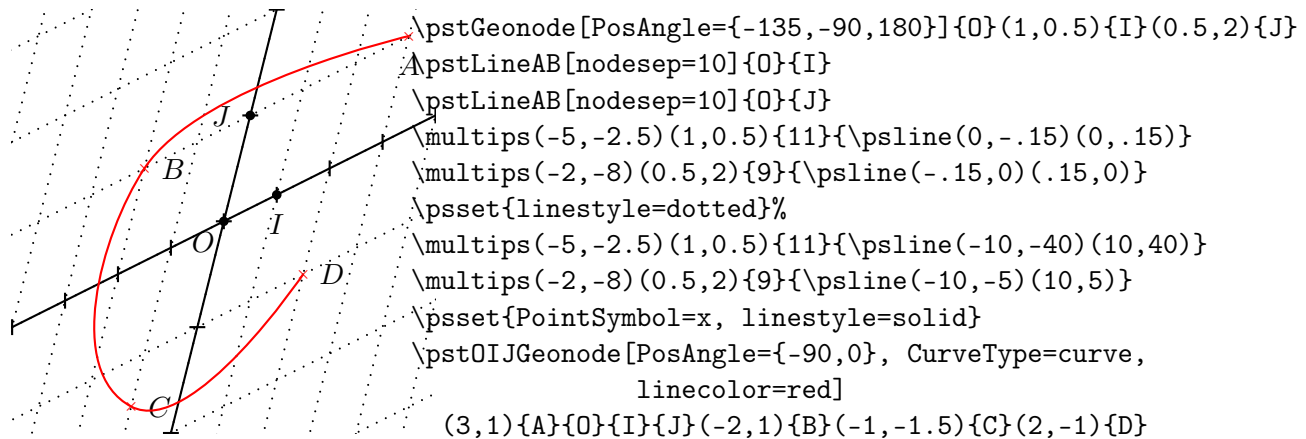 \pstGeonode[PosAngle={-135,-90,180}]{O}(1,0.5){I}(0.5,2){J}
\pstLineAB[nodesep=10]{O}{I}
\pstLineAB[nodesep=10]{O}{J}
\multips(-5,-2.5)(1,0.5){11}{\psline(0,-.15)(0,.15)}
\multips(-2,-8)(0.5,2){9}{\psline(-.15,0)(.15,0)}
\psset{linestyle=dotted}%
\multips(-5,-2.5)(1,0.5){11}{\psline(-10,-40)(10,40)}
\multips(-2,-8)(0.5,2){9}{\psline(-10,-5)(10,5)}
\psset{PointSymbol=x, linestyle=solid}
\pstOIJGeonode[PosAngle={-90,0}, CurveType=curve,
linecolor=red]
(3,1){A}{O}{I}{J}(-2,1){B}(-1,-1.5){C}(2,-1){D}
A
J
B
I
O
D
C